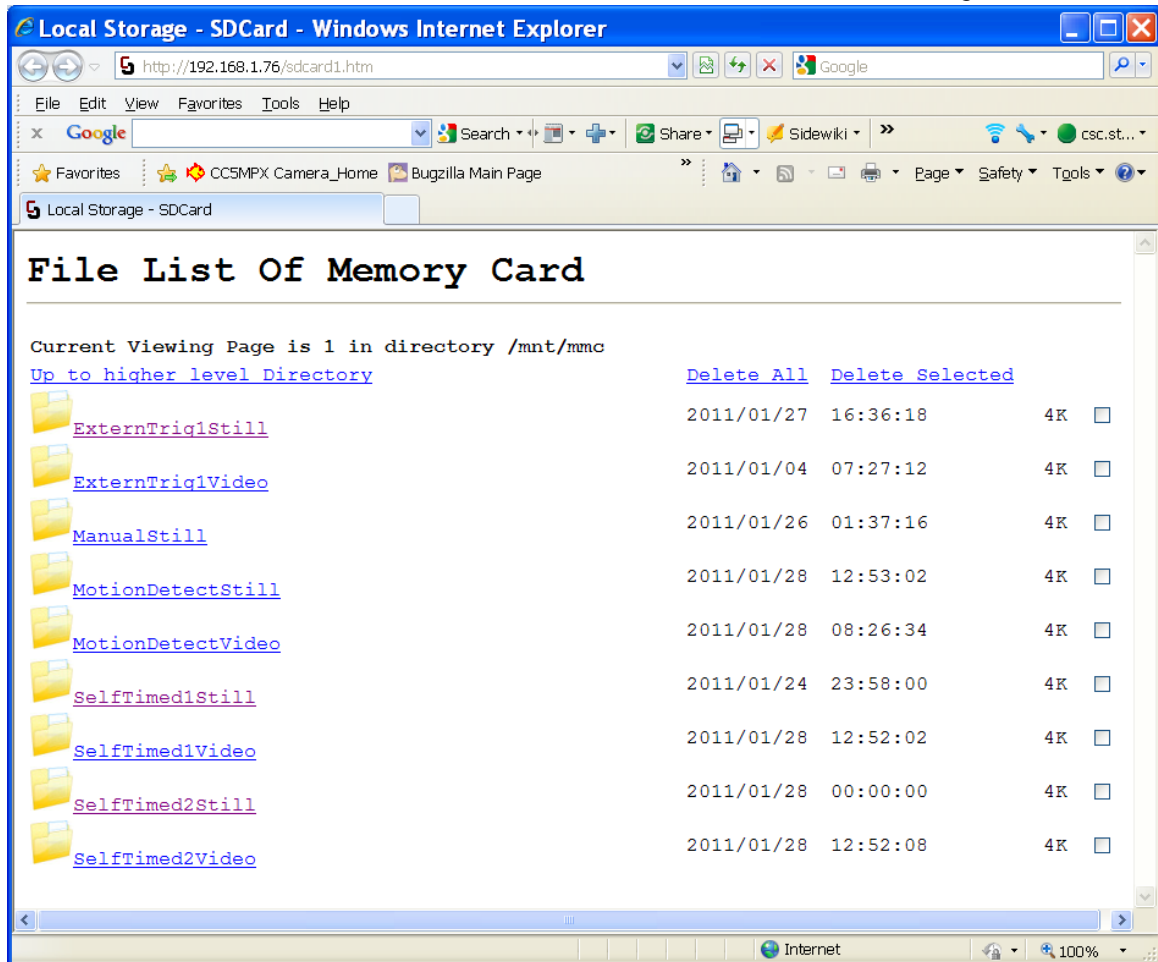 Local Storage - SDCard - Windows Internet Explorer
http://192.168.1.76/sdcard1.htm Google
File Edit View Favorites Tools Help
x Google Search Share Sidewiki » csc.st...
Favorites CC5MPX Camera_Home Bugzilla Main Page » Page Safety Tools
Local Storage - SDCard
File List Of Memory Card
Current Viewing Page is 1 in directory /mnt/mmc
Up to higher level Directory Delete All Delete Selected
ExternTrig1Still 2011/01/27 16:36:18 4K
ExternTrig1Video 2011/01/04 07:27:12 4K
ManualStill 2011/01/26 01:37:16 4K
MotionDetectStill 2011/01/28 12:53:02 4K
MotionDetectVideo 2011/01/28 08:26:34 4K
SelfTimed1Still 2011/01/24 23:58:00 4K
SelfTimed1Video 2011/01/28 12:52:02 4K
SelfTimed2Still 2011/01/28 00:00:00 4K
SelfTimed2Video 2011/01/28 12:52:08 4K
Internet 100%